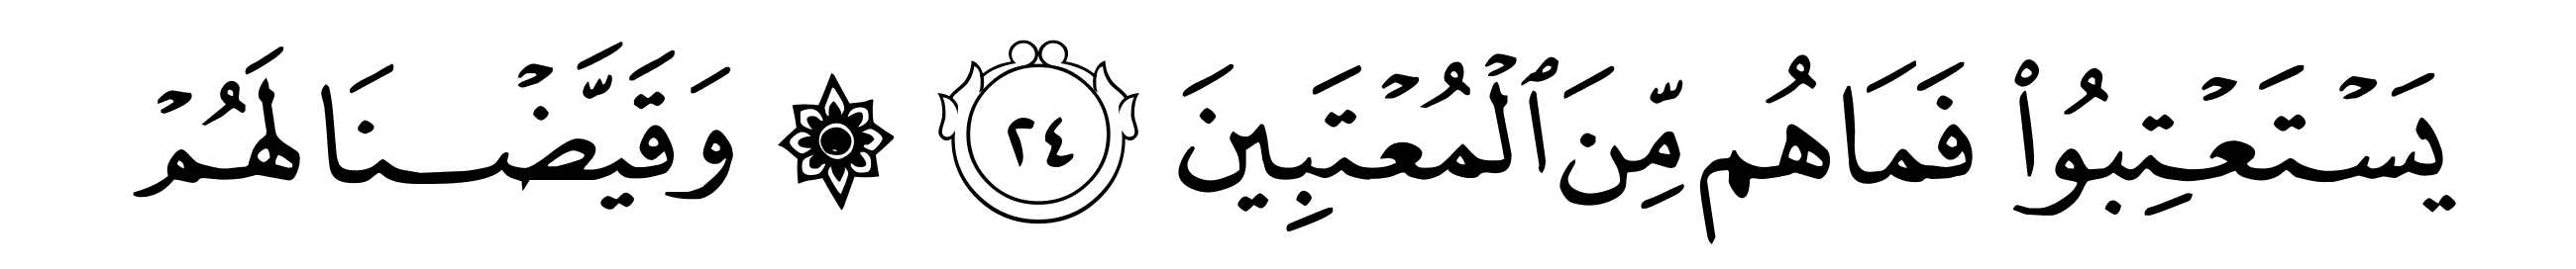 يَسۡتَعۡتِبُواْ فَمَا هُم مِّنَ ٱلۡمُعۡتَبِينَ ٢٤ ۞ وَقَيَّضۡنَا لَهُمۡ